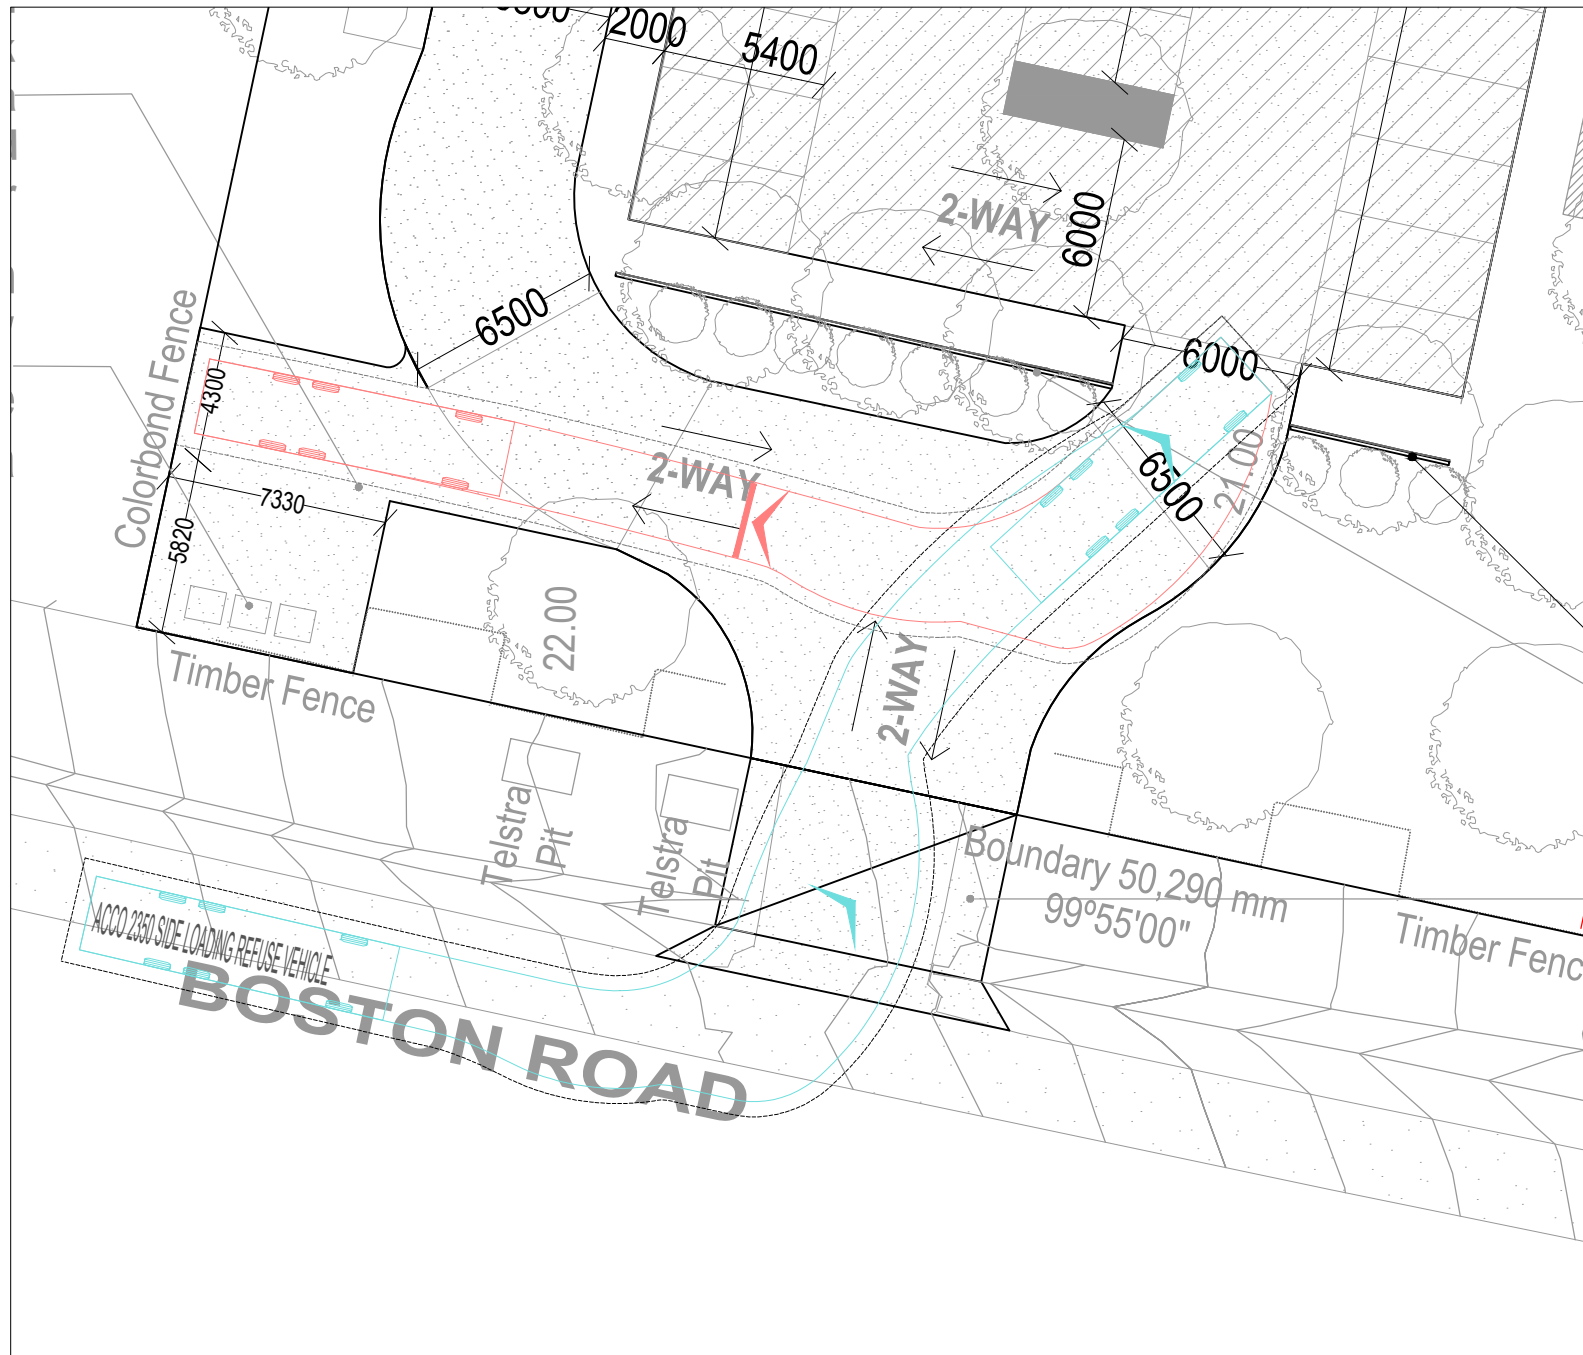 2000
5400
2-WAY
6000
6500
6000
Colorbond Fence
4300
2-WAY
6500
21.00
7330
5820
22.00
Timber Fence
2-WAY
Telstra
Pit
Telstra
Pit
Boundary 50,290 mm
99°55'00"
Timber Fenc
ACCO 2350 SIDE LOADING REFUSE VEHICLE
BOSTON ROAD